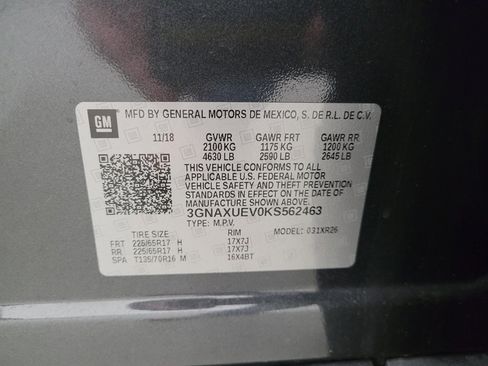 GM MFD BY GENERAL MOTORS DE MEXICO, S. DE R.L. DE C.V.
11/18 GVWR GAWR FRT GAWR RR
2100 KG 1175 KG 1200 KG
4630 LB 2590 LB 2645 LB
THIS VEHICLE CONFORMS TO ALL
APPLICABLE U.S. FEDERAL MOTOR
VEHICLE SAFETY AND THEFT PREVENTION
STANDARDS IN EFFECT ON THE DATE OF
MANUFACTURE SHOWN ABOVE.
3GNAXUEV0KS562463
TYPE: M.P.V. MODEL: 031XR26
TIRE SIZE RIM
FRT 225/65R17 H 17X7J
RR 225/65R17 H 17X7J
SPA T135/70R16 M 16X4BT